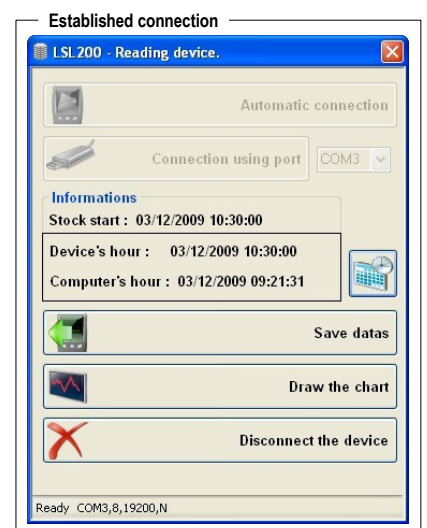 Established connection
LSL200 - Reading device.
Automatic connection
Connection using port COM3
Informations
Stock start : 03/12/2009 10:30:00
Device's hour : 03/12/2009 10:30:00
Computer's hour : 03/12/2009 09:21:31
Save datas
Draw the chart
Disconnect the device
Ready COM3,8,19200,N